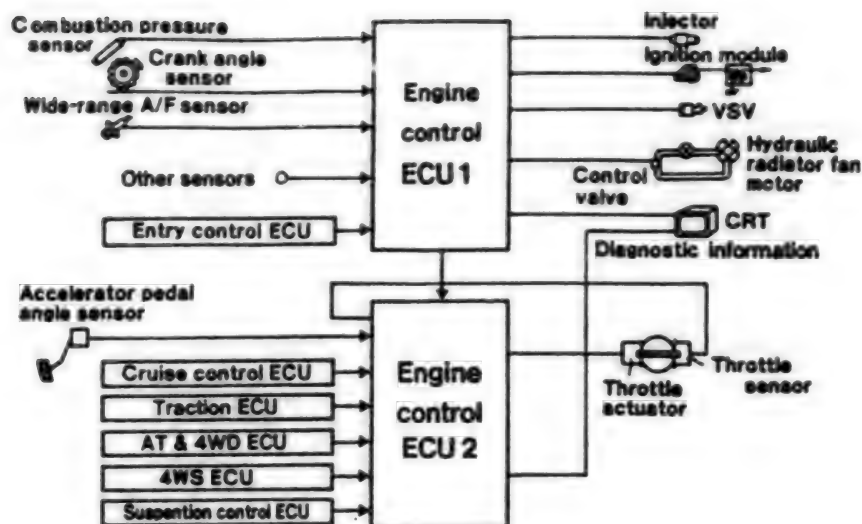 Combustion pressure
sensor
Crank angle
sensor
Wide-range A/F sensor
Other sensors
Entry control ECU
Engine
control
ECU 1
Injector
Ignition module
VSV
Hydraulic
radiator fan
motor
Control
valve
CRT
Diagnostic information
Accelerator pedal
angle sensor
Cruise control ECU
Traction ECU
AT & 4WD ECU
4WS ECU
Suspention control ECU
Engine
control
ECU 2
Throttle
actuator
Throttle
sensor